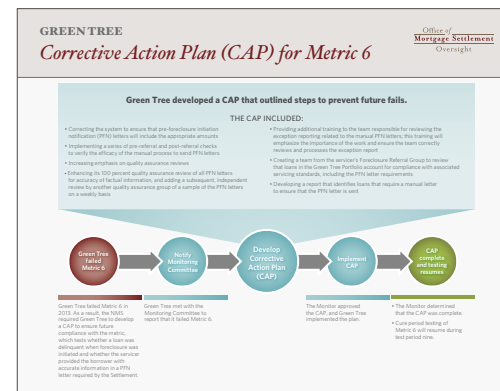 GREEN TREE
Corrective Action Plan (CAP) for Metric 6
Office of
Mortgage Settlement
Oversight
Green Tree developed a CAP that outlined steps to prevent future fails.
THE CAP INCLUDED:
• Correcting the system to ensure that pre-foreclosure initiation
notification (PFN) letters will include the appropriate amounts
• Implementing a series of pre-referral and post-referral checks
to verify the efficacy of the manual process to send PFN letters
• Increasing emphasis on quality assurance reviews
• Enhancing its 100 percent quality assurance review of all PFN letters
for accuracy of factual information, and adding a subsequent, independent
review by another quality assurance group of a sample of the PFN letters
on a weekly basis
• Providing additional training to the team responsible for reviewing the
exception reporting related to the manual PFN letters; this training will
emphasize the importance of the work and ensure the team correctly
reviews and processes the exception report
• Creating a team from the servicer's Foreclosure Referral Group to review
that loans in the Green Tree Portfolio account for compliance with associated
servicing standards, including the PFN letter requirements
• Developing a report that identifies loans that require a manual letter
to ensure that the PFN letter is sent
Green Tree
failed
Metric 6
Notify
Monitoring
Committee
Develop
Corrective
Action Plan
(CAP)
Implement
CAP
CAP
complete
and testing
resumes
Green Tree failed Metric 6 in
2013. As a result, the NMS
required Green Tree to develop
a CAP to ensure future
compliance with the metric,
which tests whether a loan was
delinquent when foreclosure was
initiated and whether the servicer
provided the borrower with
accurate information in a PFN
letter required by the Settlement.
Green Tree met with the
Monitoring Committee to
report that it failed Metric 6.
The Monitor approved
the CAP, and Green Tree
implemented the plan.
• The Monitor determined
that the CAP was complete.
• Cure period testing of
Metric 6 will resume during
test period nine.